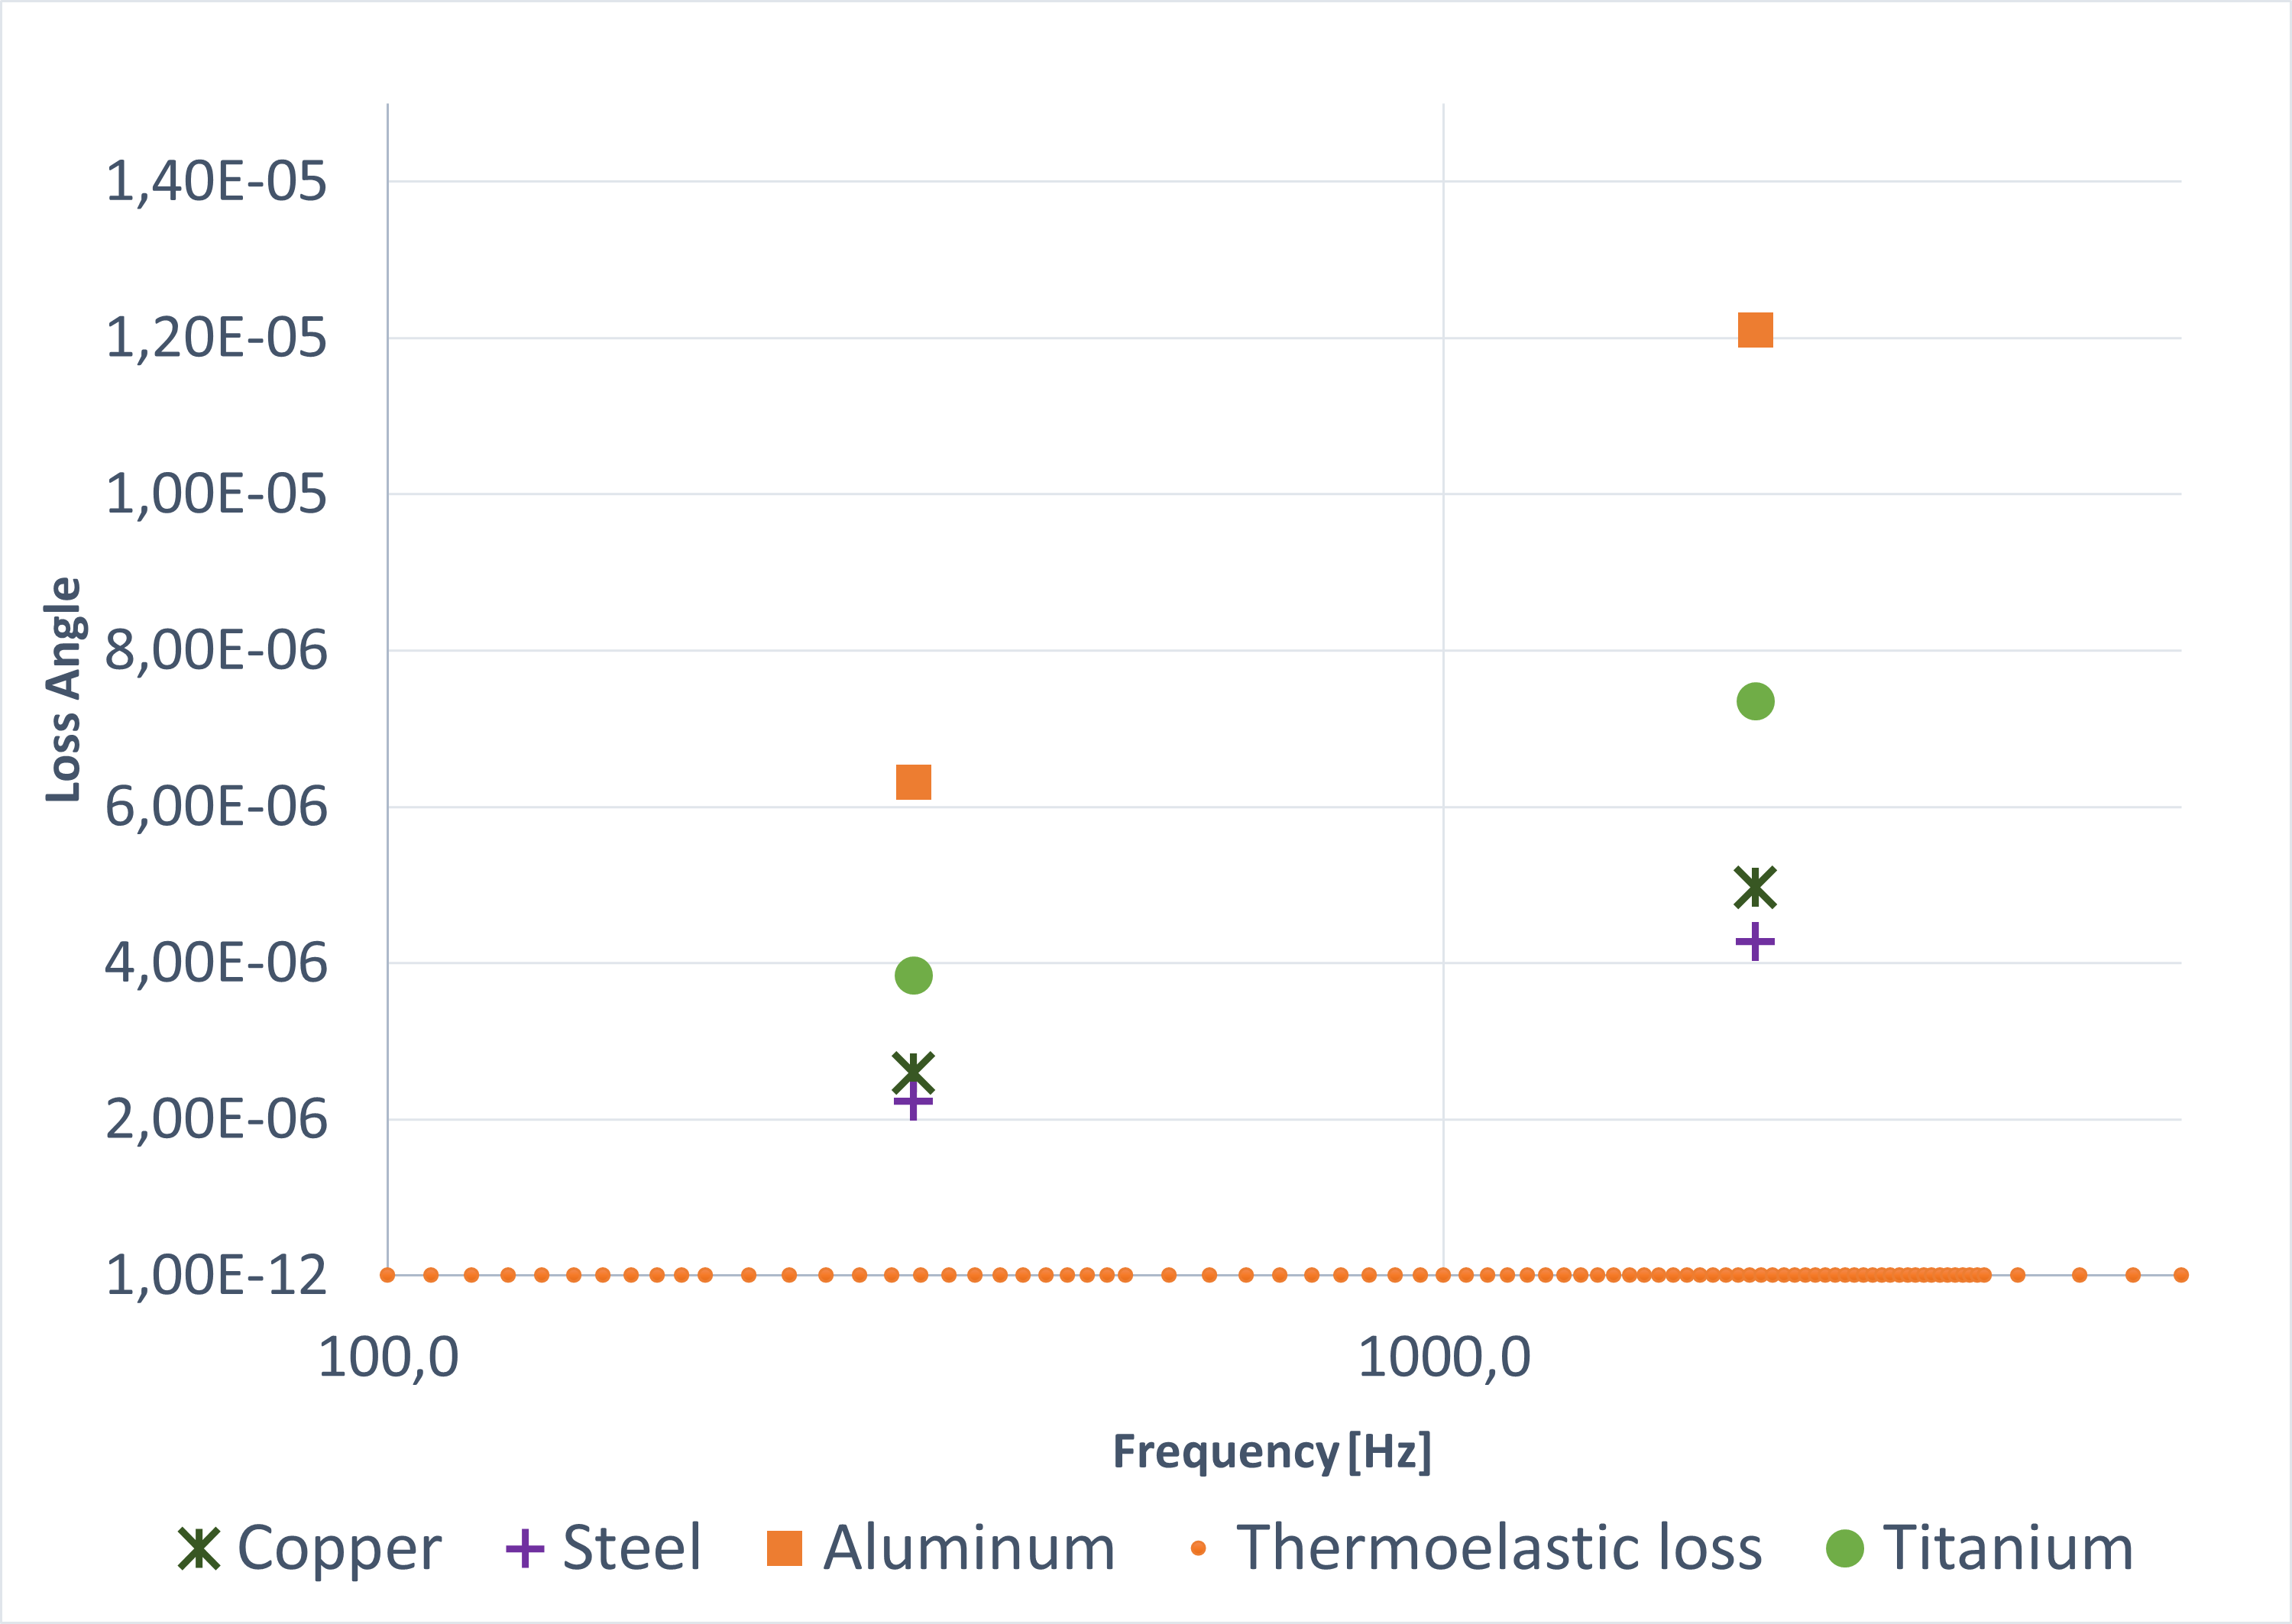 1,40E-05
1,20E-05
1,00E-05
8,00E-06
6,00E-06
4,00E-06
2,00E-06
1,00E-12
Loss Angle
100,0
1000,0
Frequency[Hz]
Copper
Steel
Aluminum
Thermoelastic loss
Titanium